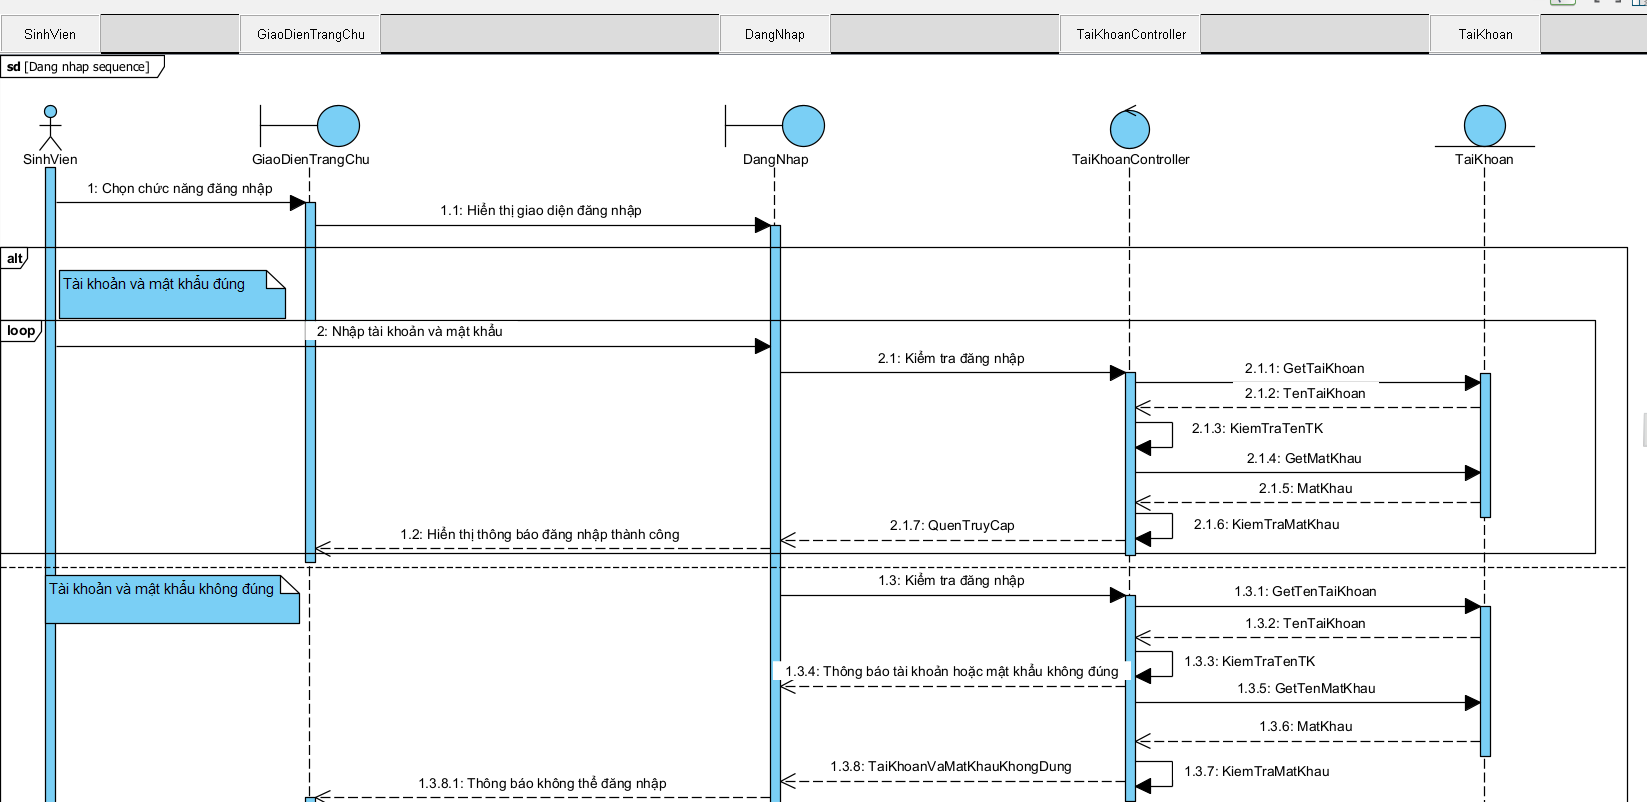 SinhVien
GiaoDienTrangChu
DangNhap
TaiKhoanController
TaiKhoan
sd [Dang nhap sequence]
SinhVien
GiaoDienTrangChu
DangNhap
TaiKhoanController
TaiKhoan
1: Chọn chức năng đăng nhập
1.1: Hiển thị giao diện đăng nhập
alt
Tài khoản và mật khẩu đúng
loop
2: Nhập tài khoản và mật khẩu
2.1: Kiểm tra đăng nhập
2.1.1: GetTaiKhoan
2.1.2: TenTaiKhoan
2.1.3: KiemTraTenTK
2.1.4: GetMatKhau
2.1.5: MatKhau
2.1.6: KiemTraMatKhau
2.1.7: QuenTruyCap
1.2: Hiển thị thông báo đăng nhập thành công
Tài khoản và mật khẩu không đúng
1.3: Kiểm tra đăng nhập
1.3.1: GetTenTaiKhoan
1.3.2: TenTaiKhoan
1.3.3: KiemTraTenTK
1.3.4: Thông báo tài khoản hoặc mật khẩu không đúng
1.3.5: GetTenMatKhau
1.3.6: MatKhau
1.3.7: KiemTraMatKhau
1.3.8: TaiKhoanVaMatKhauKhongDung
1.3.8.1: Thông báo không thể đăng nhập